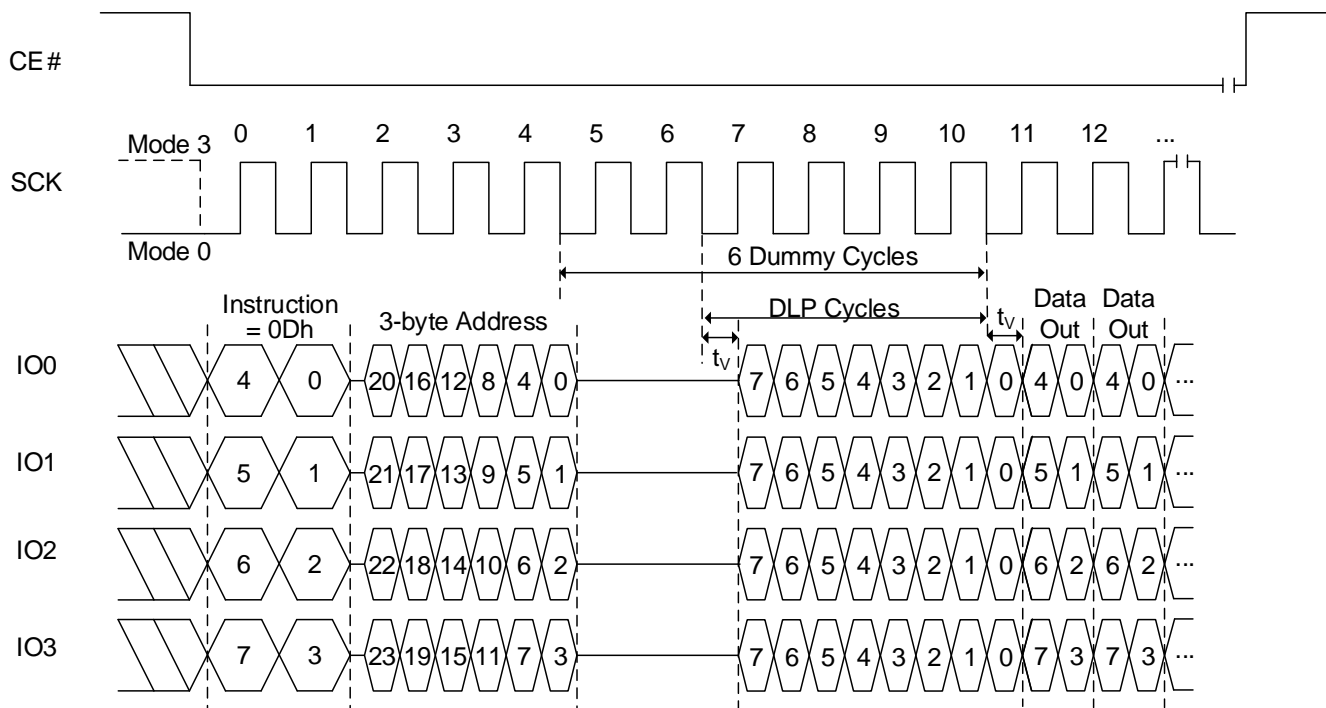 CE#
0 1 2 3 4 5 6 7 8 9 10 11 12 ...
Mode 3
SCK
Mode 0
6 Dummy Cycles
Instruction
= 0Dh
3-byte Address
DLP Cycles
tV
tV
Data
Out
Data
Out
IO0
4 0 20 16 12 8 4 0 7 6 5 4 3 2 1 0 4 0 4 0 ...
IO1
5 1 21 17 13 9 5 1 7 6 5 4 3 2 1 0 5 1 5 1 ...
IO2
6 2 22 18 14 10 6 2 7 6 5 4 3 2 1 0 6 2 6 2 ...
IO3
7 3 23 19 15 11 7 3 7 6 5 4 3 2 1 0 7 3 7 3 ...